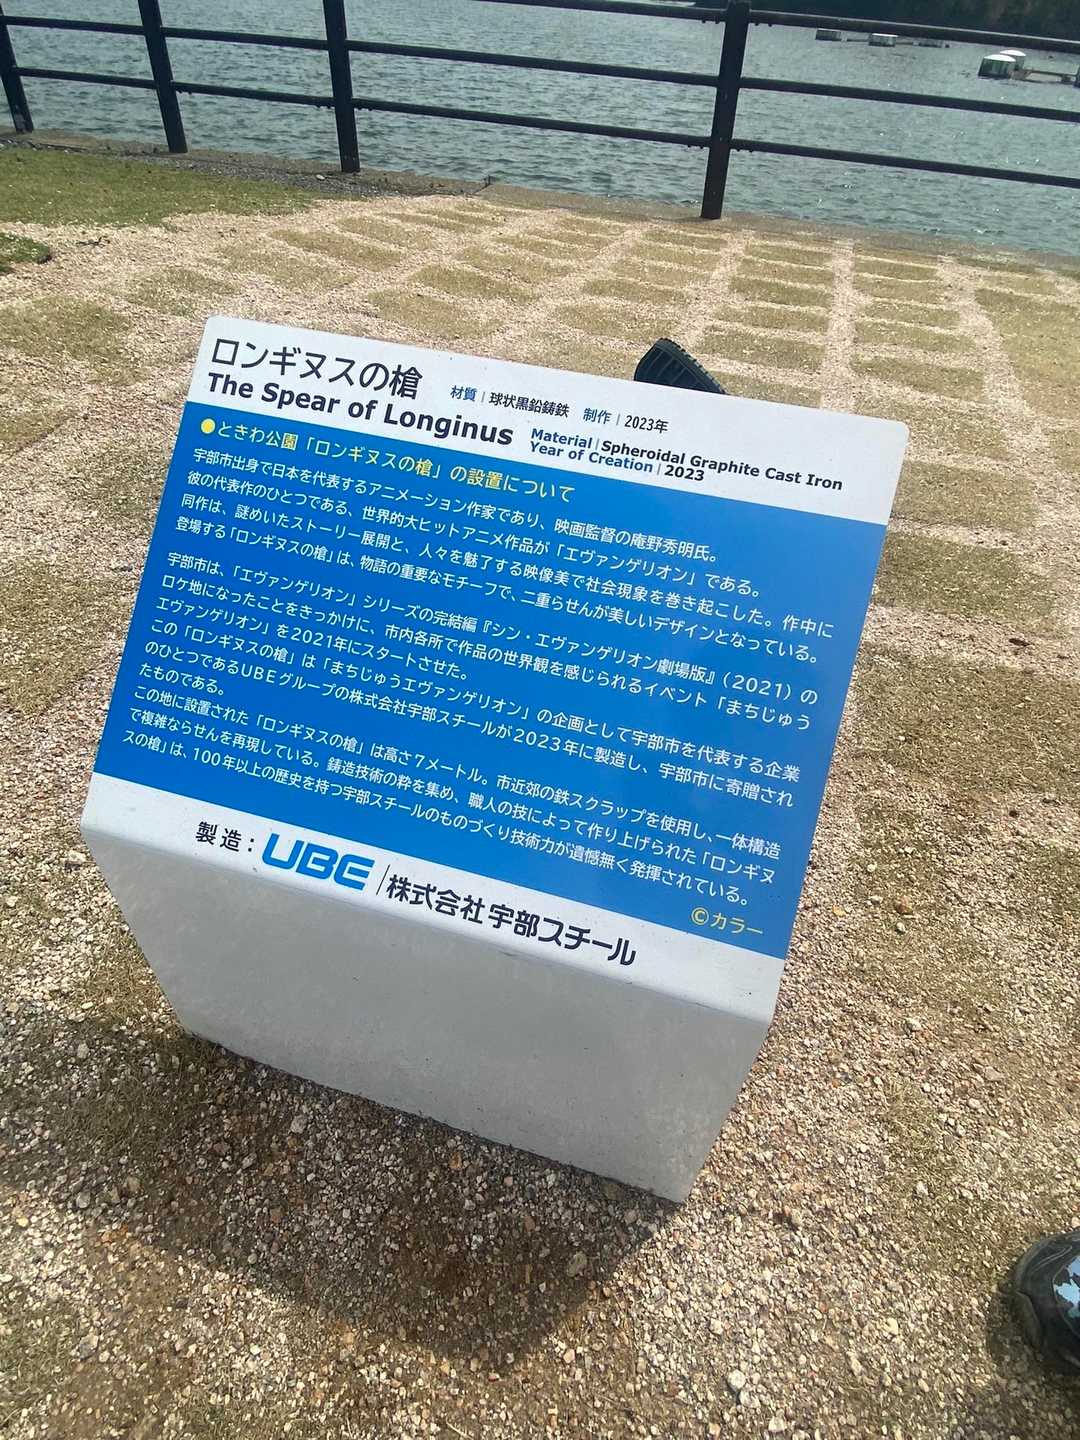 ロンギヌスの槍
材質 | 球状黒鉛鋳鉄 制作 | 2023年
The Spear of Longinus
Material | Spheroidal Graphite Cast Iron
Year of Creation | 2023
●ときわ公園「ロンギヌスの槍」の設置について
宇部市出身で日本を代表するアニメーション作家であり、映画監督の庵野秀明氏。
彼の代表作のひとつである、世界的大ヒットアニメ作品が「エヴァンゲリオン」である。
同作は、謎めいたストーリー展開と、人々を魅了する映像美で社会現象を巻き起こした。作中に
登場する「ロンギヌスの槍」は、物語の重要なモチーフで、二重らせんが美しいデザインとなっている。
宇部市は、「エヴァンゲリオン」シリーズの完結編『シン・エヴァンゲリオン劇場版』（2021）の
ロケ地になったことをきっかけに、市内各所で作品の世界観を感じられるイベント「まちじゅう
エヴァンゲリオン」を2021年にスタートさせた。
この「ロンギヌスの槍」は「まちじゅうエヴァンゲリオン」の企画として宇部市を代表する企業
のひとつであるUBEグループの株式会社宇部スチールが2023年に製造し、宇部市に寄贈され
たものである。
この地に設置された「ロンギヌスの槍」は高さ7メートル。市近郊の鉄スクラップを使用し、一体構造
で複雑ならせんを再現している。鋳造技術の粋を集め、職人の技によって作り上げられた「ロンギヌ
スの槍」は、100年以上の歴史を持つ宇部スチールのものづくり技術力が遺憾無く発揮されている。
©カラー
製造：UBE 株式会社 宇部スチール